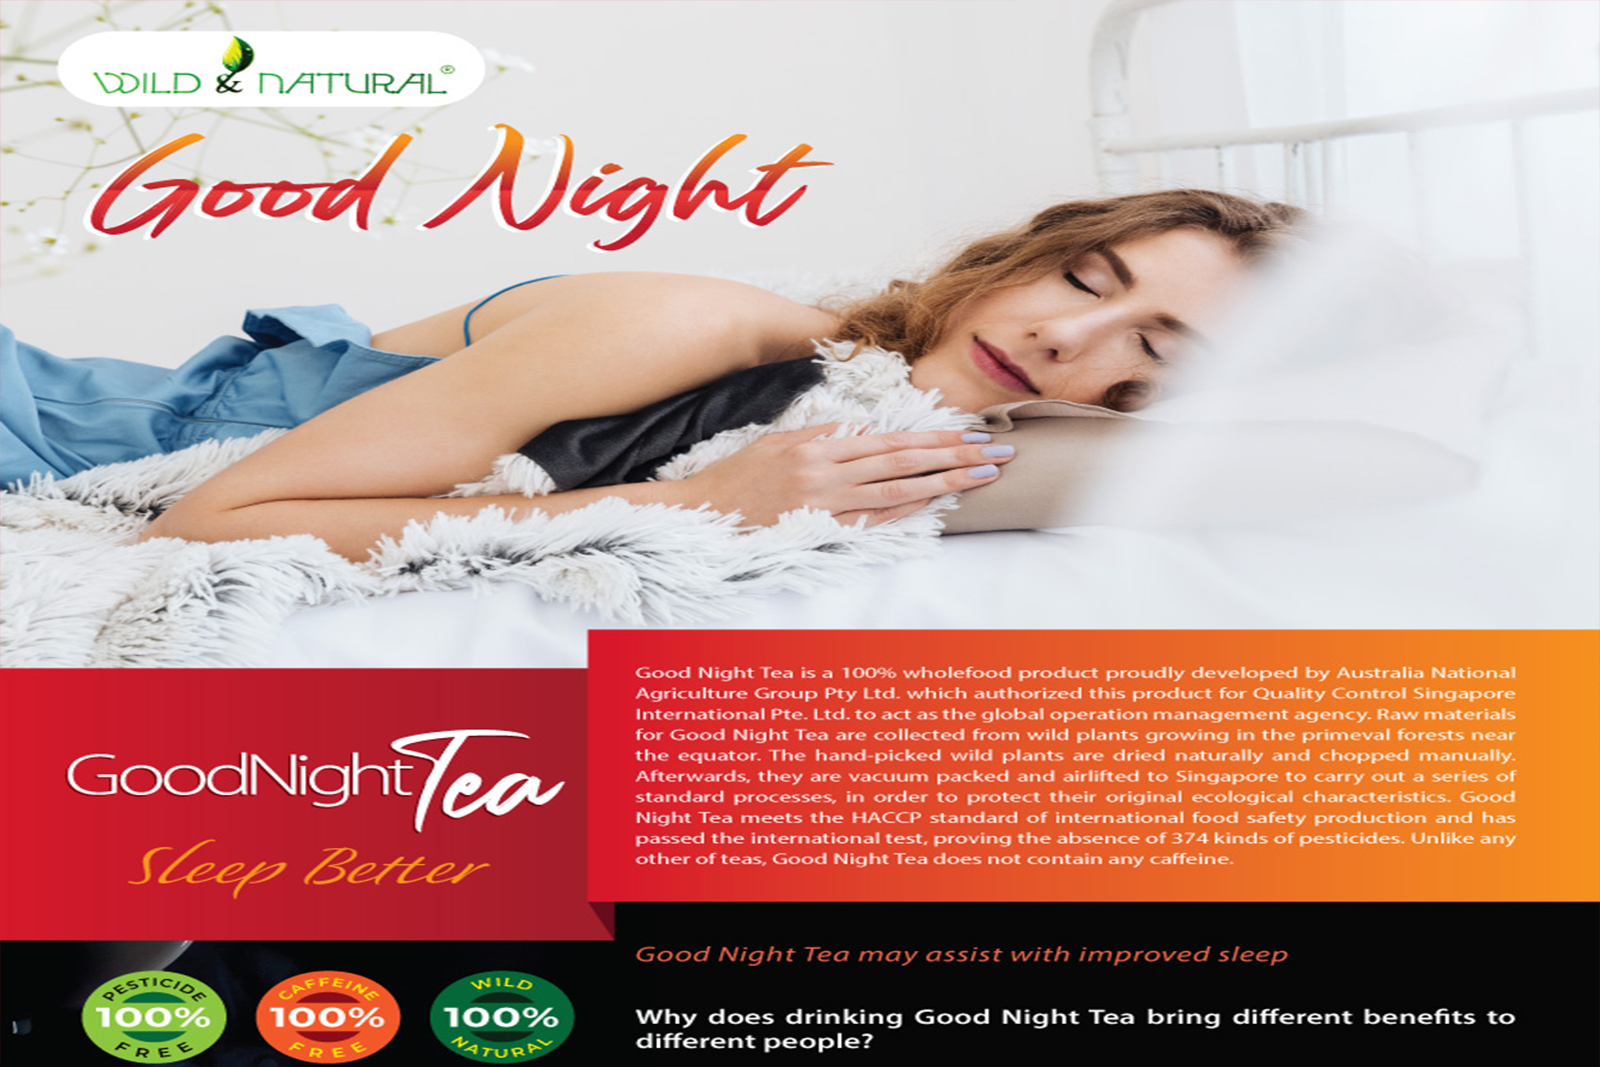 WILD & NATURAL®
Good Night
Good Night Tea is a 100% wholefood product proudly developed by Australia National
Agriculture Group Pty Ltd. which authorized this product for Quality Control Singapore
International Pte. Ltd. to act as the global operation management agency. Raw materials
for Good Night Tea are collected from wild plants growing in the primeval forests near
the equator. The hand-picked wild plants are dried naturally and chopped manually.
Afterwards, they are vacuum packed and airlifted to Singapore to carry out a series of
standard processes, in order to protect their original ecological characteristics. Good
Night Tea meets the HACCP standard of international food safety production and has
passed the international test, proving the absence of 374 kinds of pesticides. Unlike any
other of teas, Good Night Tea does not contain any caffeine.
GoodNight Tea
Sleep Better
Good Night Tea may assist with improved sleep
Why does drinking Good Night Tea bring different benefits to
different people?
PESTICIDE
100%
FREE
CAFFEINE
100%
FREE
WILD
100%
NATURAL